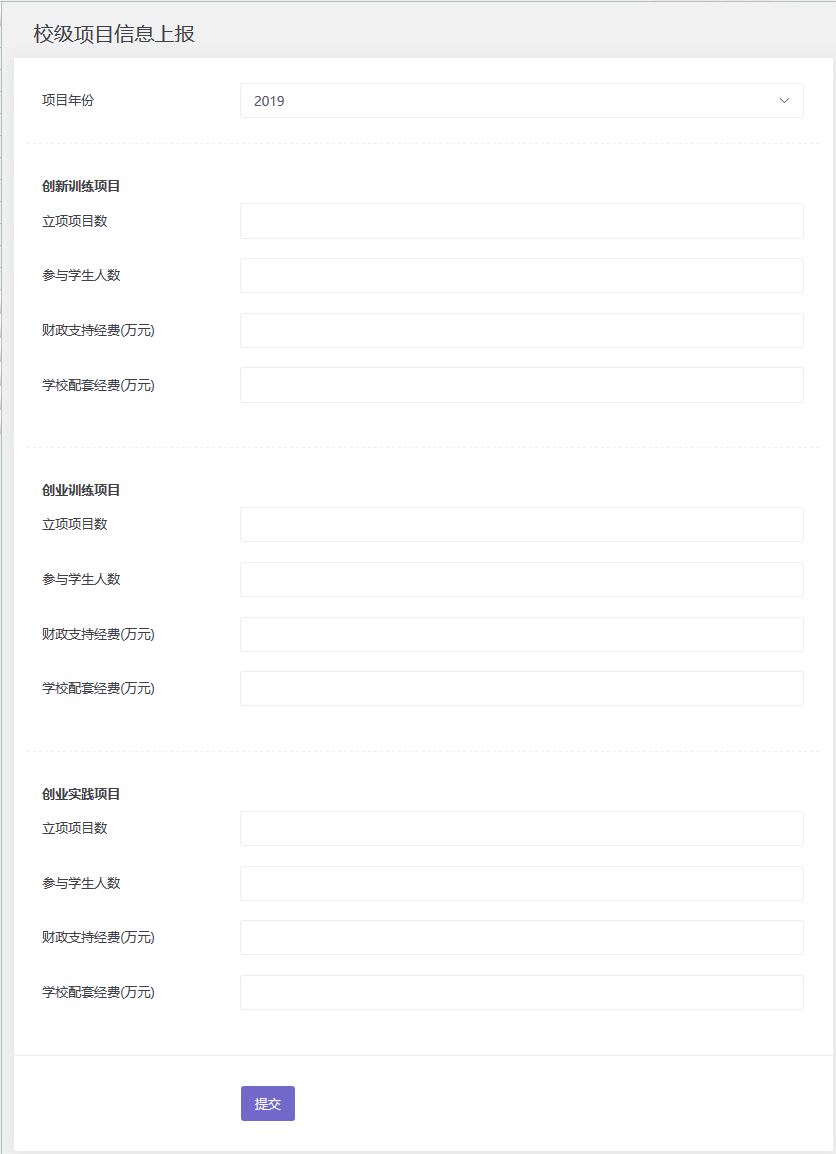 校级项目信息上报
项目年份
2019
创新训练项目
立项项目数
参与学生人数
财政支持经费(万元)
学校配套经费(万元)
创业训练项目
立项项目数
参与学生人数
财政支持经费(万元)
学校配套经费(万元)
创业实践项目
立项项目数
参与学生人数
财政支持经费(万元)
学校配套经费(万元)
提交